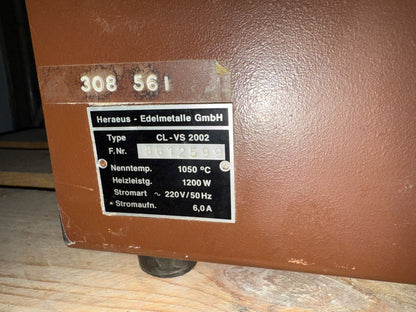 308 561
Heraeus - Edelmetalle GmbH
Type CL-VS 2002
F.Nr. 3812599
Nenntemp. 1050 °C
Heizleistg. 1200 W
Stromart ~ 220V/50Hz
Stromaufn. 6,0 A